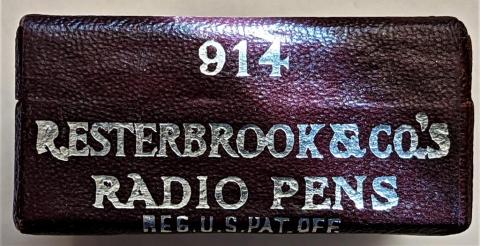 914
R. ESTERBROOK & CO'S
RADIO PENS
REG. U.S. PAT. OFF